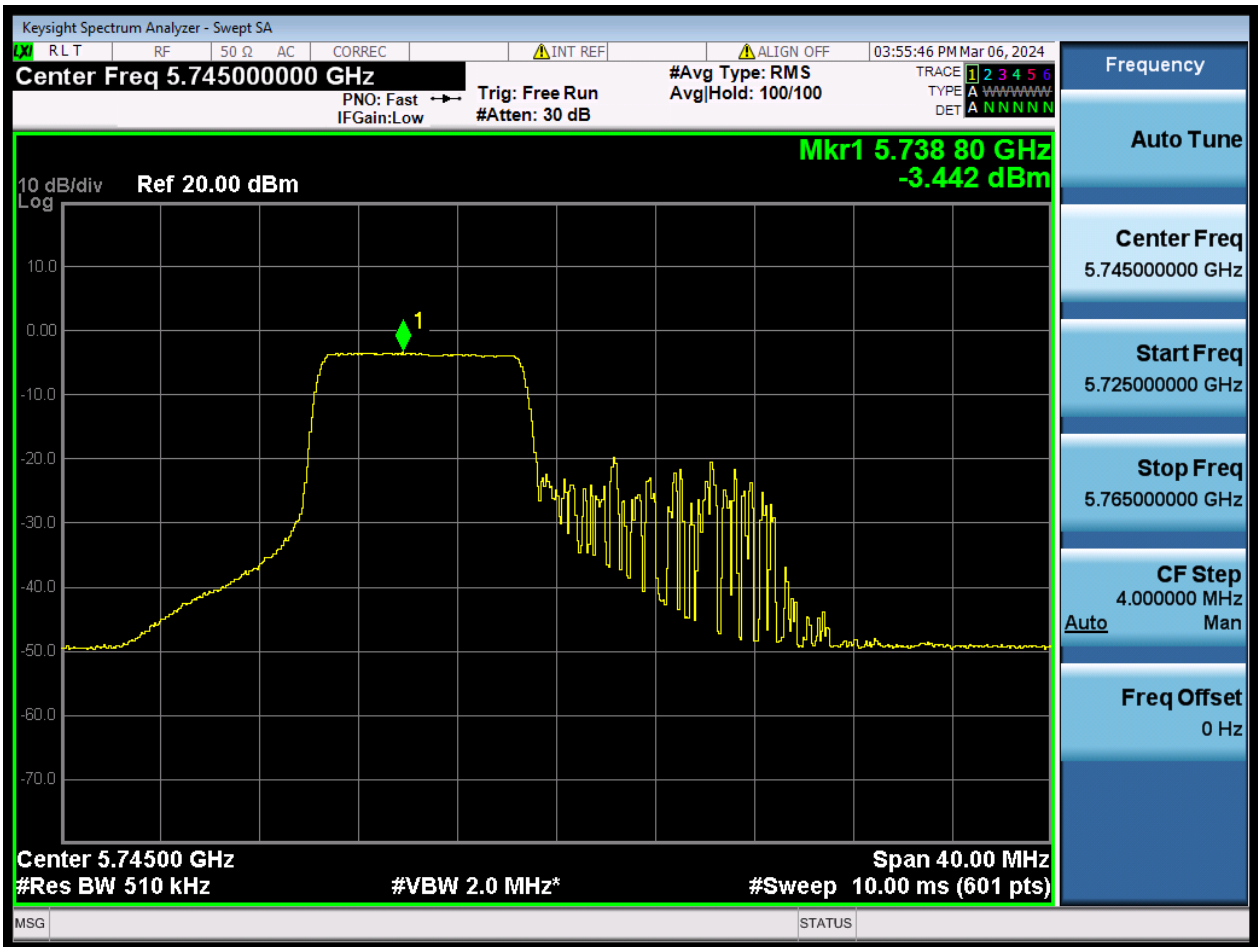 Keysight Spectrum Analyzer - Swept SA
LXI RLT RF 50 Ω AC CORREC INT REF ALIGN OFF 03:55:46 PM Mar 06, 2024
Center Freq 5.745000000 GHz
PNO: Fast
IFGain:Low
Trig: Free Run
#Atten: 30 dB
#Avg Type: RMS
Avg|Hold: 100/100
TRACE 1 2 3 4 5 6
TYPE A WWWWW
DET A N N N N N
Mkr1 5.738 80 GHz
-3.442 dBm
10 dB/div Ref 20.00 dBm
Log
10.0
1
0.00
-10.0
-20.0
-30.0
-40.0
-50.0
-60.0
-70.0
Center 5.74500 GHz Span 40.00 MHz
#Res BW 510 kHz #VBW 2.0 MHz* #Sweep 10.00 ms (601 pts)
MSG STATUS
Frequency
Auto Tune
Center Freq
5.745000000 GHz
Start Freq
5.725000000 GHz
Stop Freq
5.765000000 GHz
CF Step
4.000000 MHz
Auto Man
Freq Offset
0 Hz